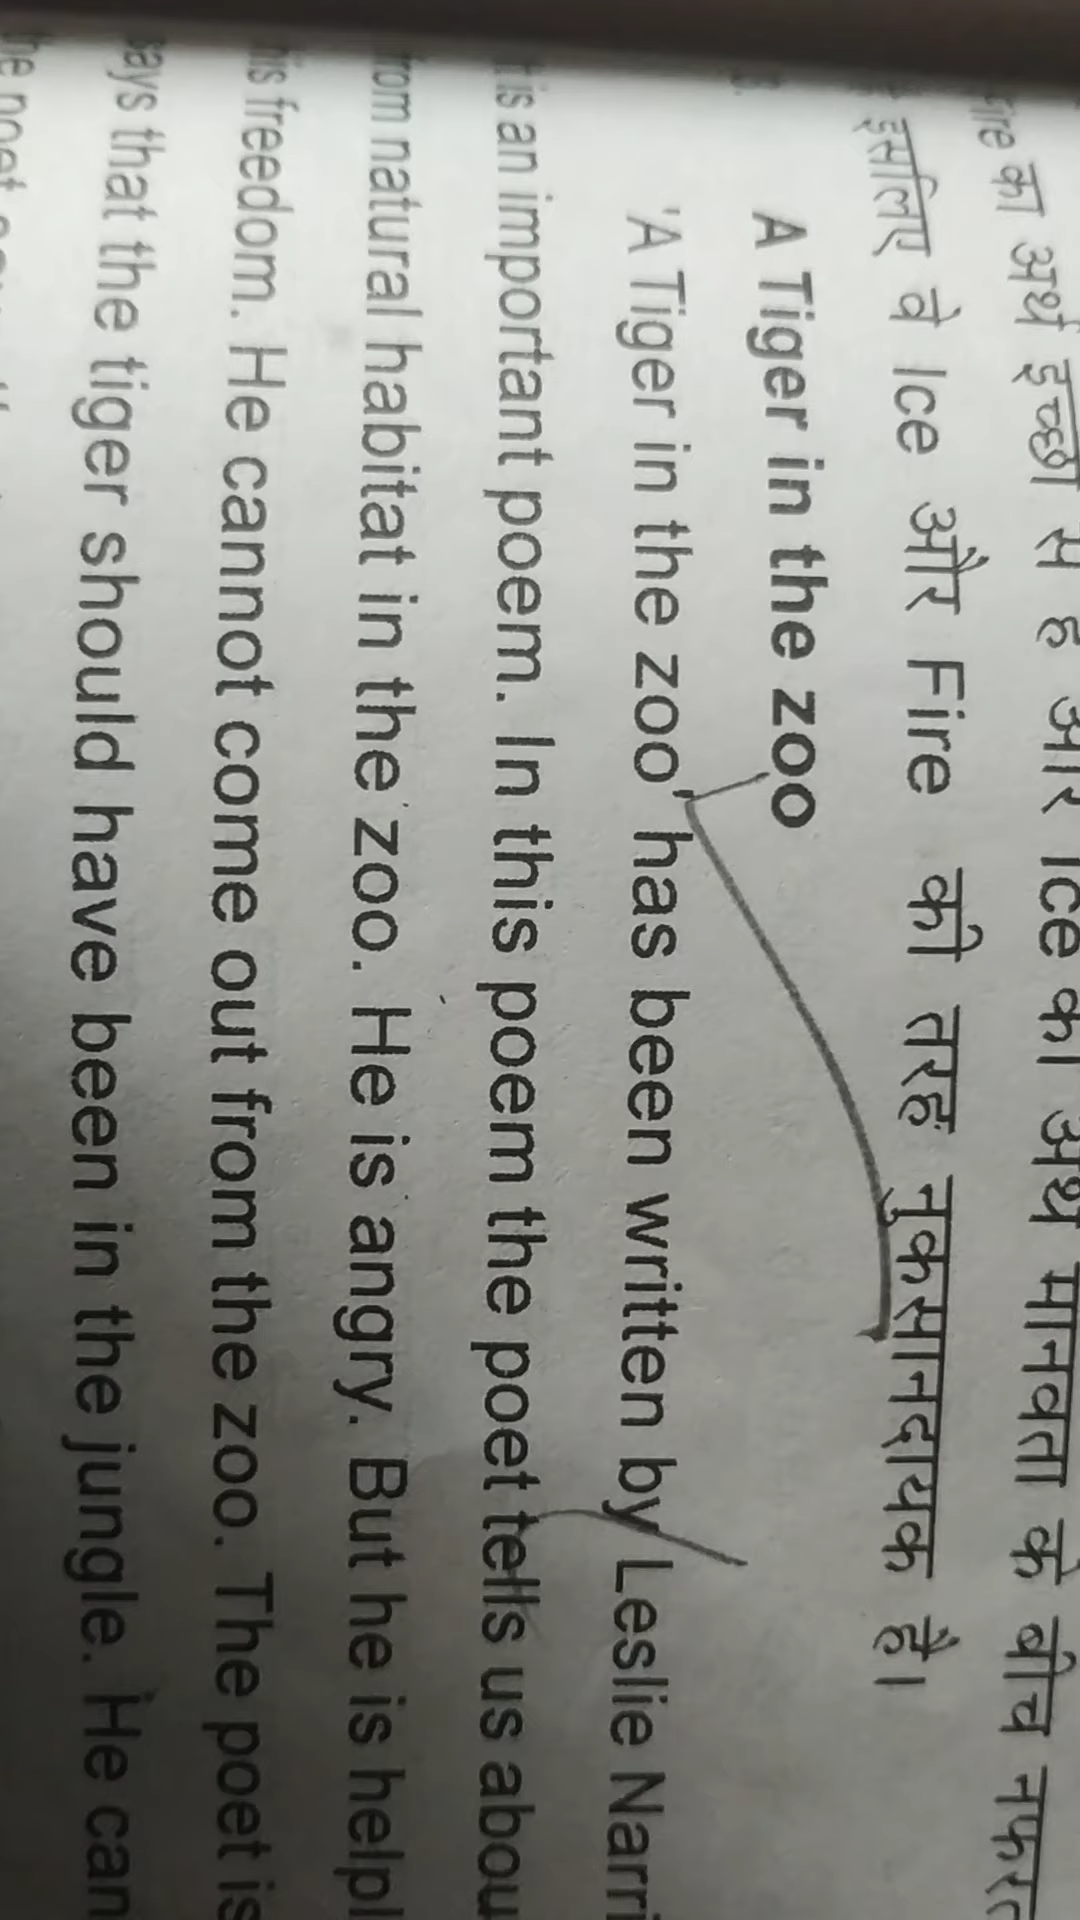 का अर्थ इच्छा से है और Ice का अर्थ मानवता के बीच नफरत
इसलिए वे Ice और Fire की तरह नुकसानदायक है।
A Tiger in the zoo
'A Tiger in the zoo' has been written by Leslie
is an important poem. In this poem the poet tells us
natural habitat in the zoo. He is angry. But he is
freedom. He cannot come out from the zoo. The poet is
that the tiger should have been in the jungle. He can